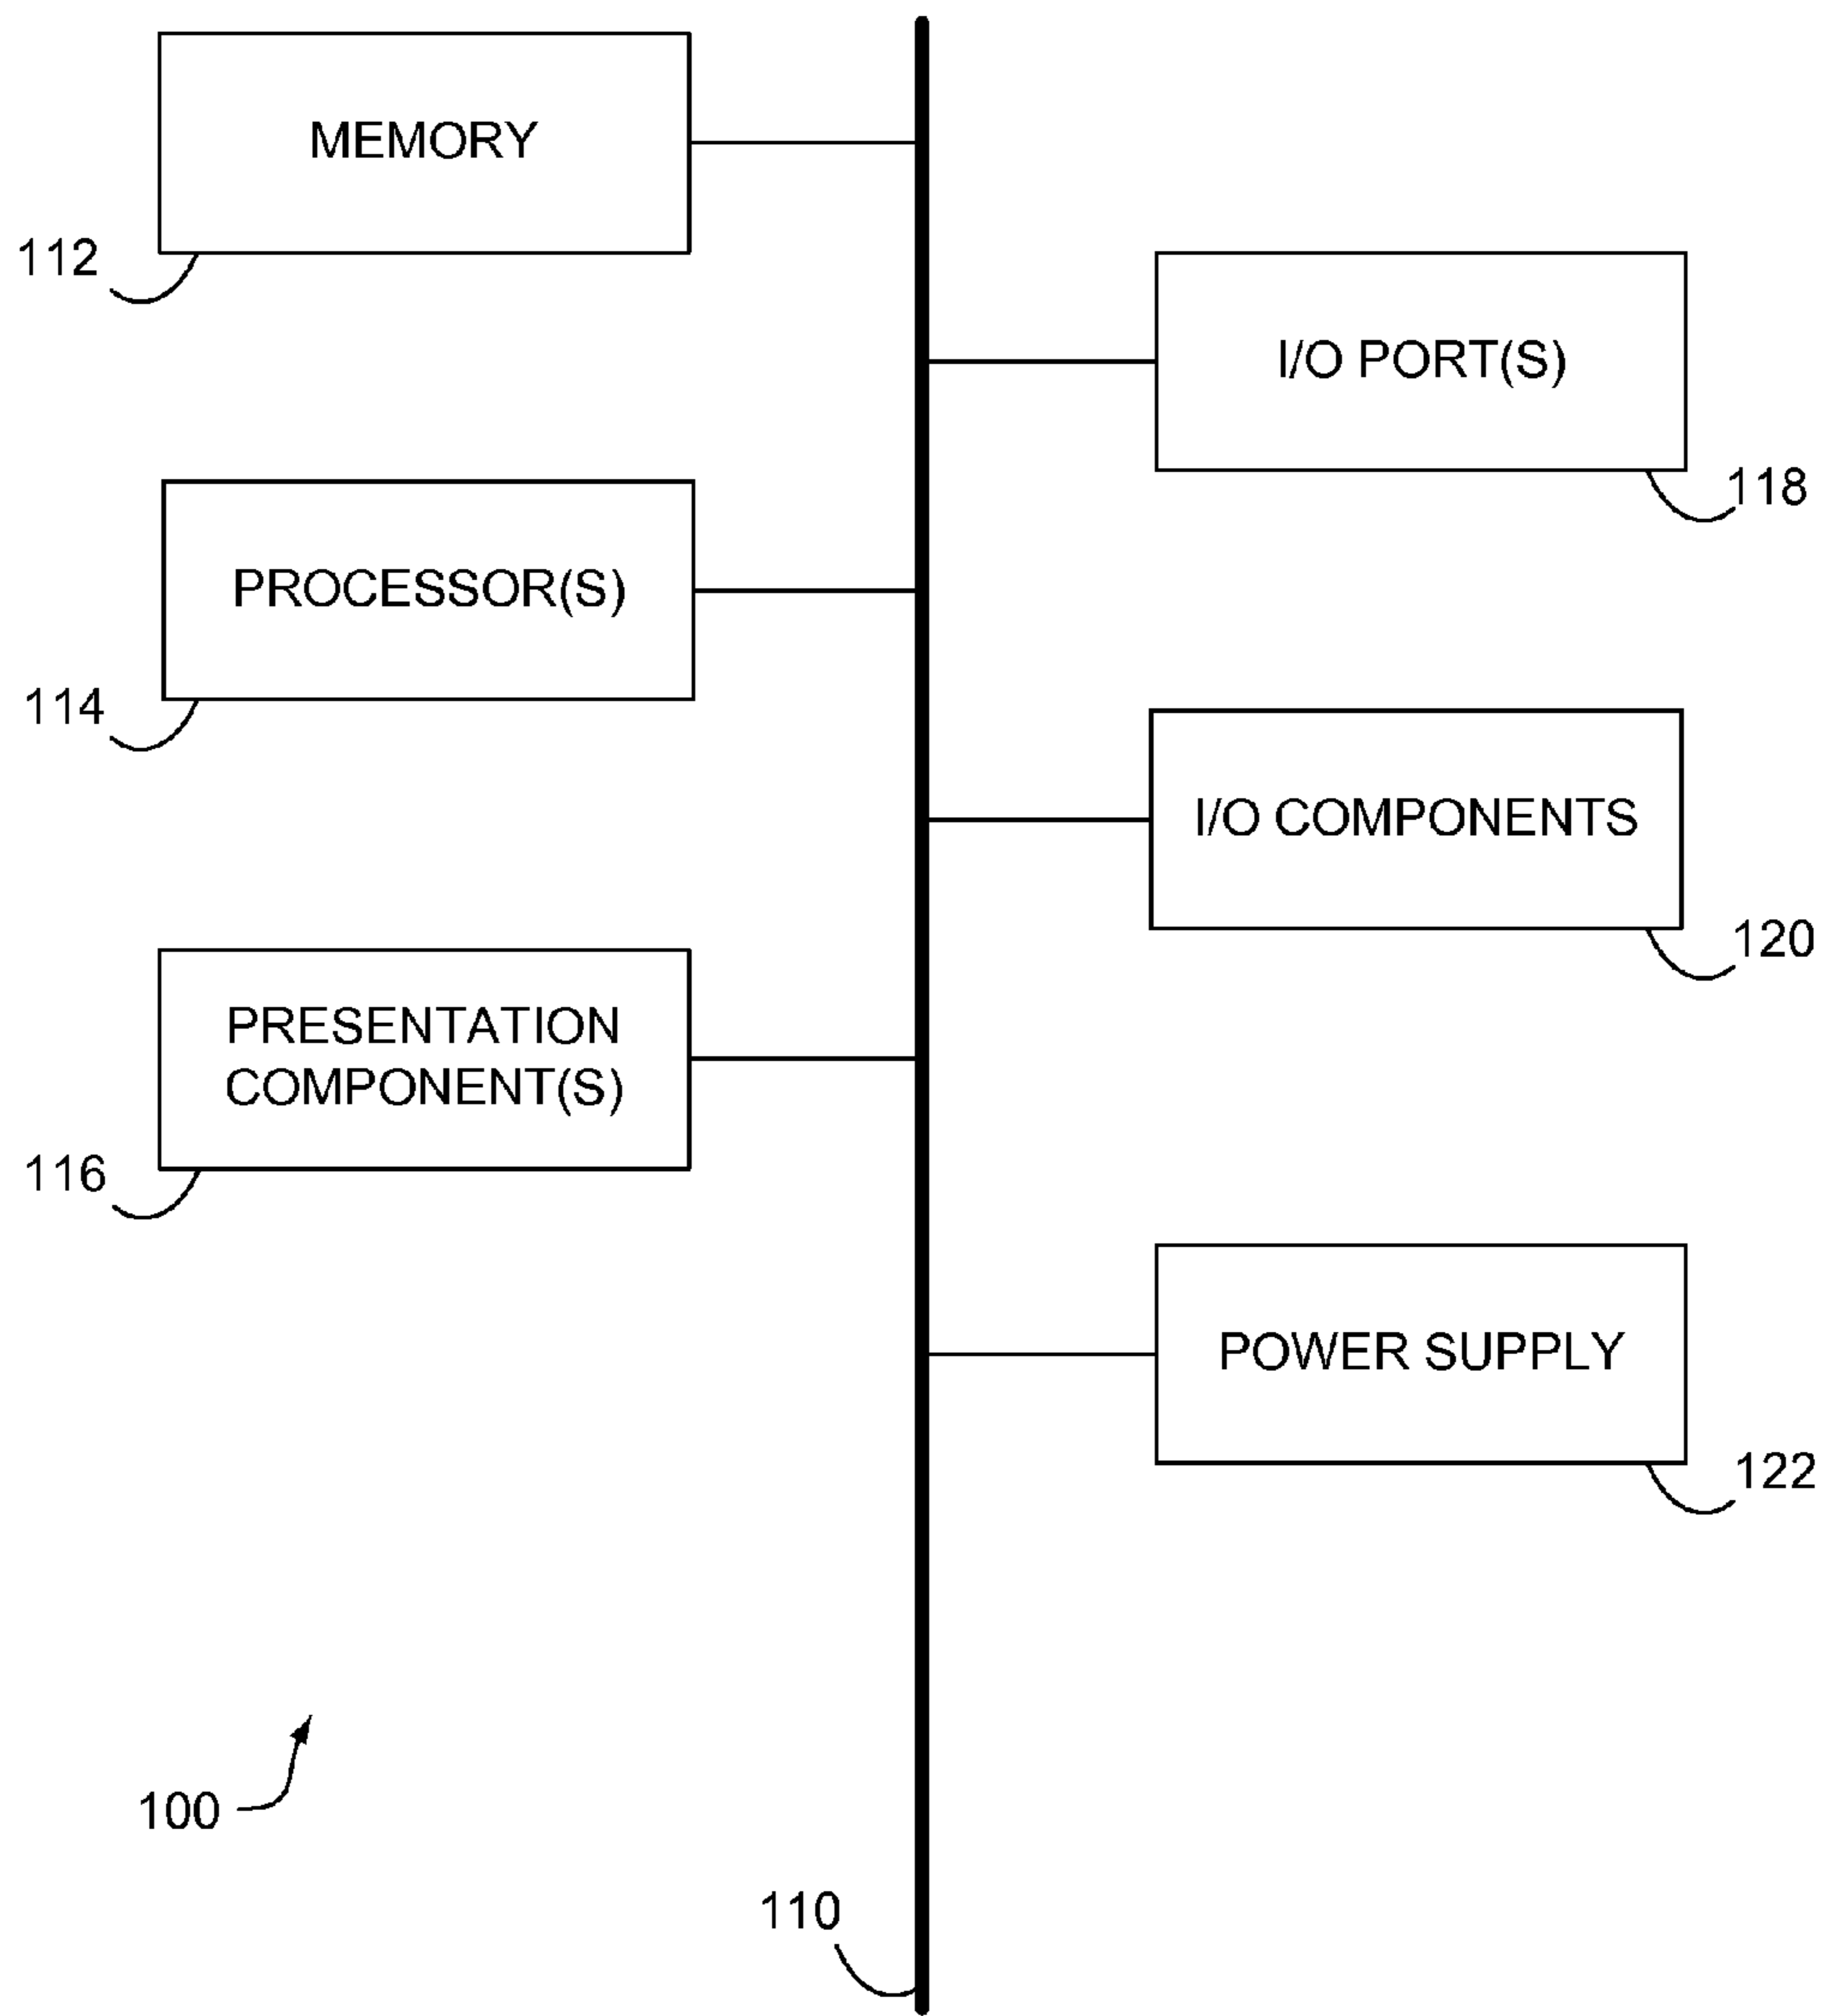 MEMORY
112
I/O PORT(S)
118
PROCESSOR(S)
114
I/O COMPONENTS
120
PRESENTATION
COMPONENT(S)
116
POWER SUPPLY
122
100
110